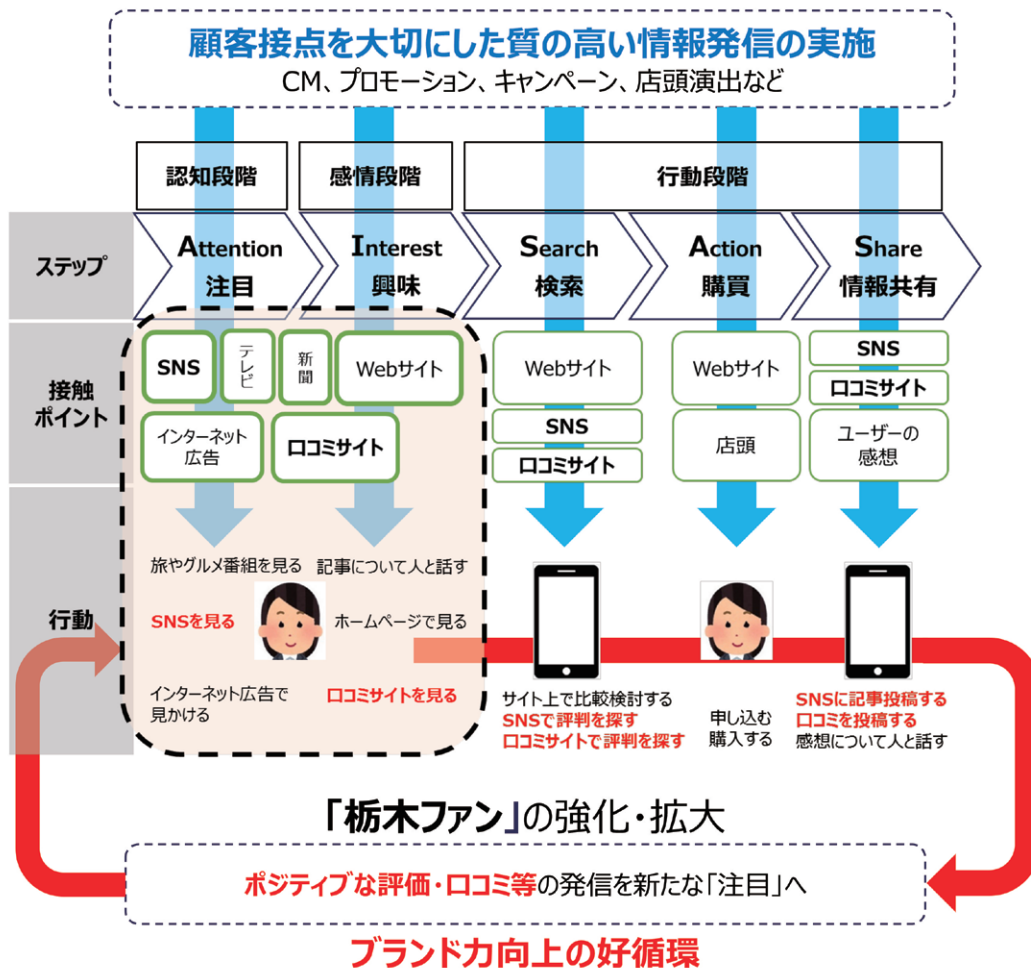 顧客接点を大切にした質の高い情報発信の実施
CM、プロモーション、キャンペーン、店頭演出など
認知段階
感情段階
行動段階
ステップ
Attention
注目
Interest
興味
Search
検索
Action
購買
Share
情報共有
接触
ポイント
SNS
テレビ
新聞
Webサイト
インターネット
広告
口コミサイト
Webサイト
SNS
口コミサイト
Webサイト
店頭
SNS
口コミサイト
ユーザーの
感想
行動
旅やグルメ番組を見る
記事について人と話す
SNSを見る
ホームページで見る
インターネット広告で
見かける
口コミサイトを見る
サイト上で比較検討する
SNSで評判を探す
口コミサイトで評判を探す
申し込む
購入する
SNSに記事投稿する
口コミを投稿する
感想について人と話す
「栃木ファン」の強化・拡大
ポジティブな評価・口コミ等の発信を新たな「注目」へ
ブランド力向上の好循環